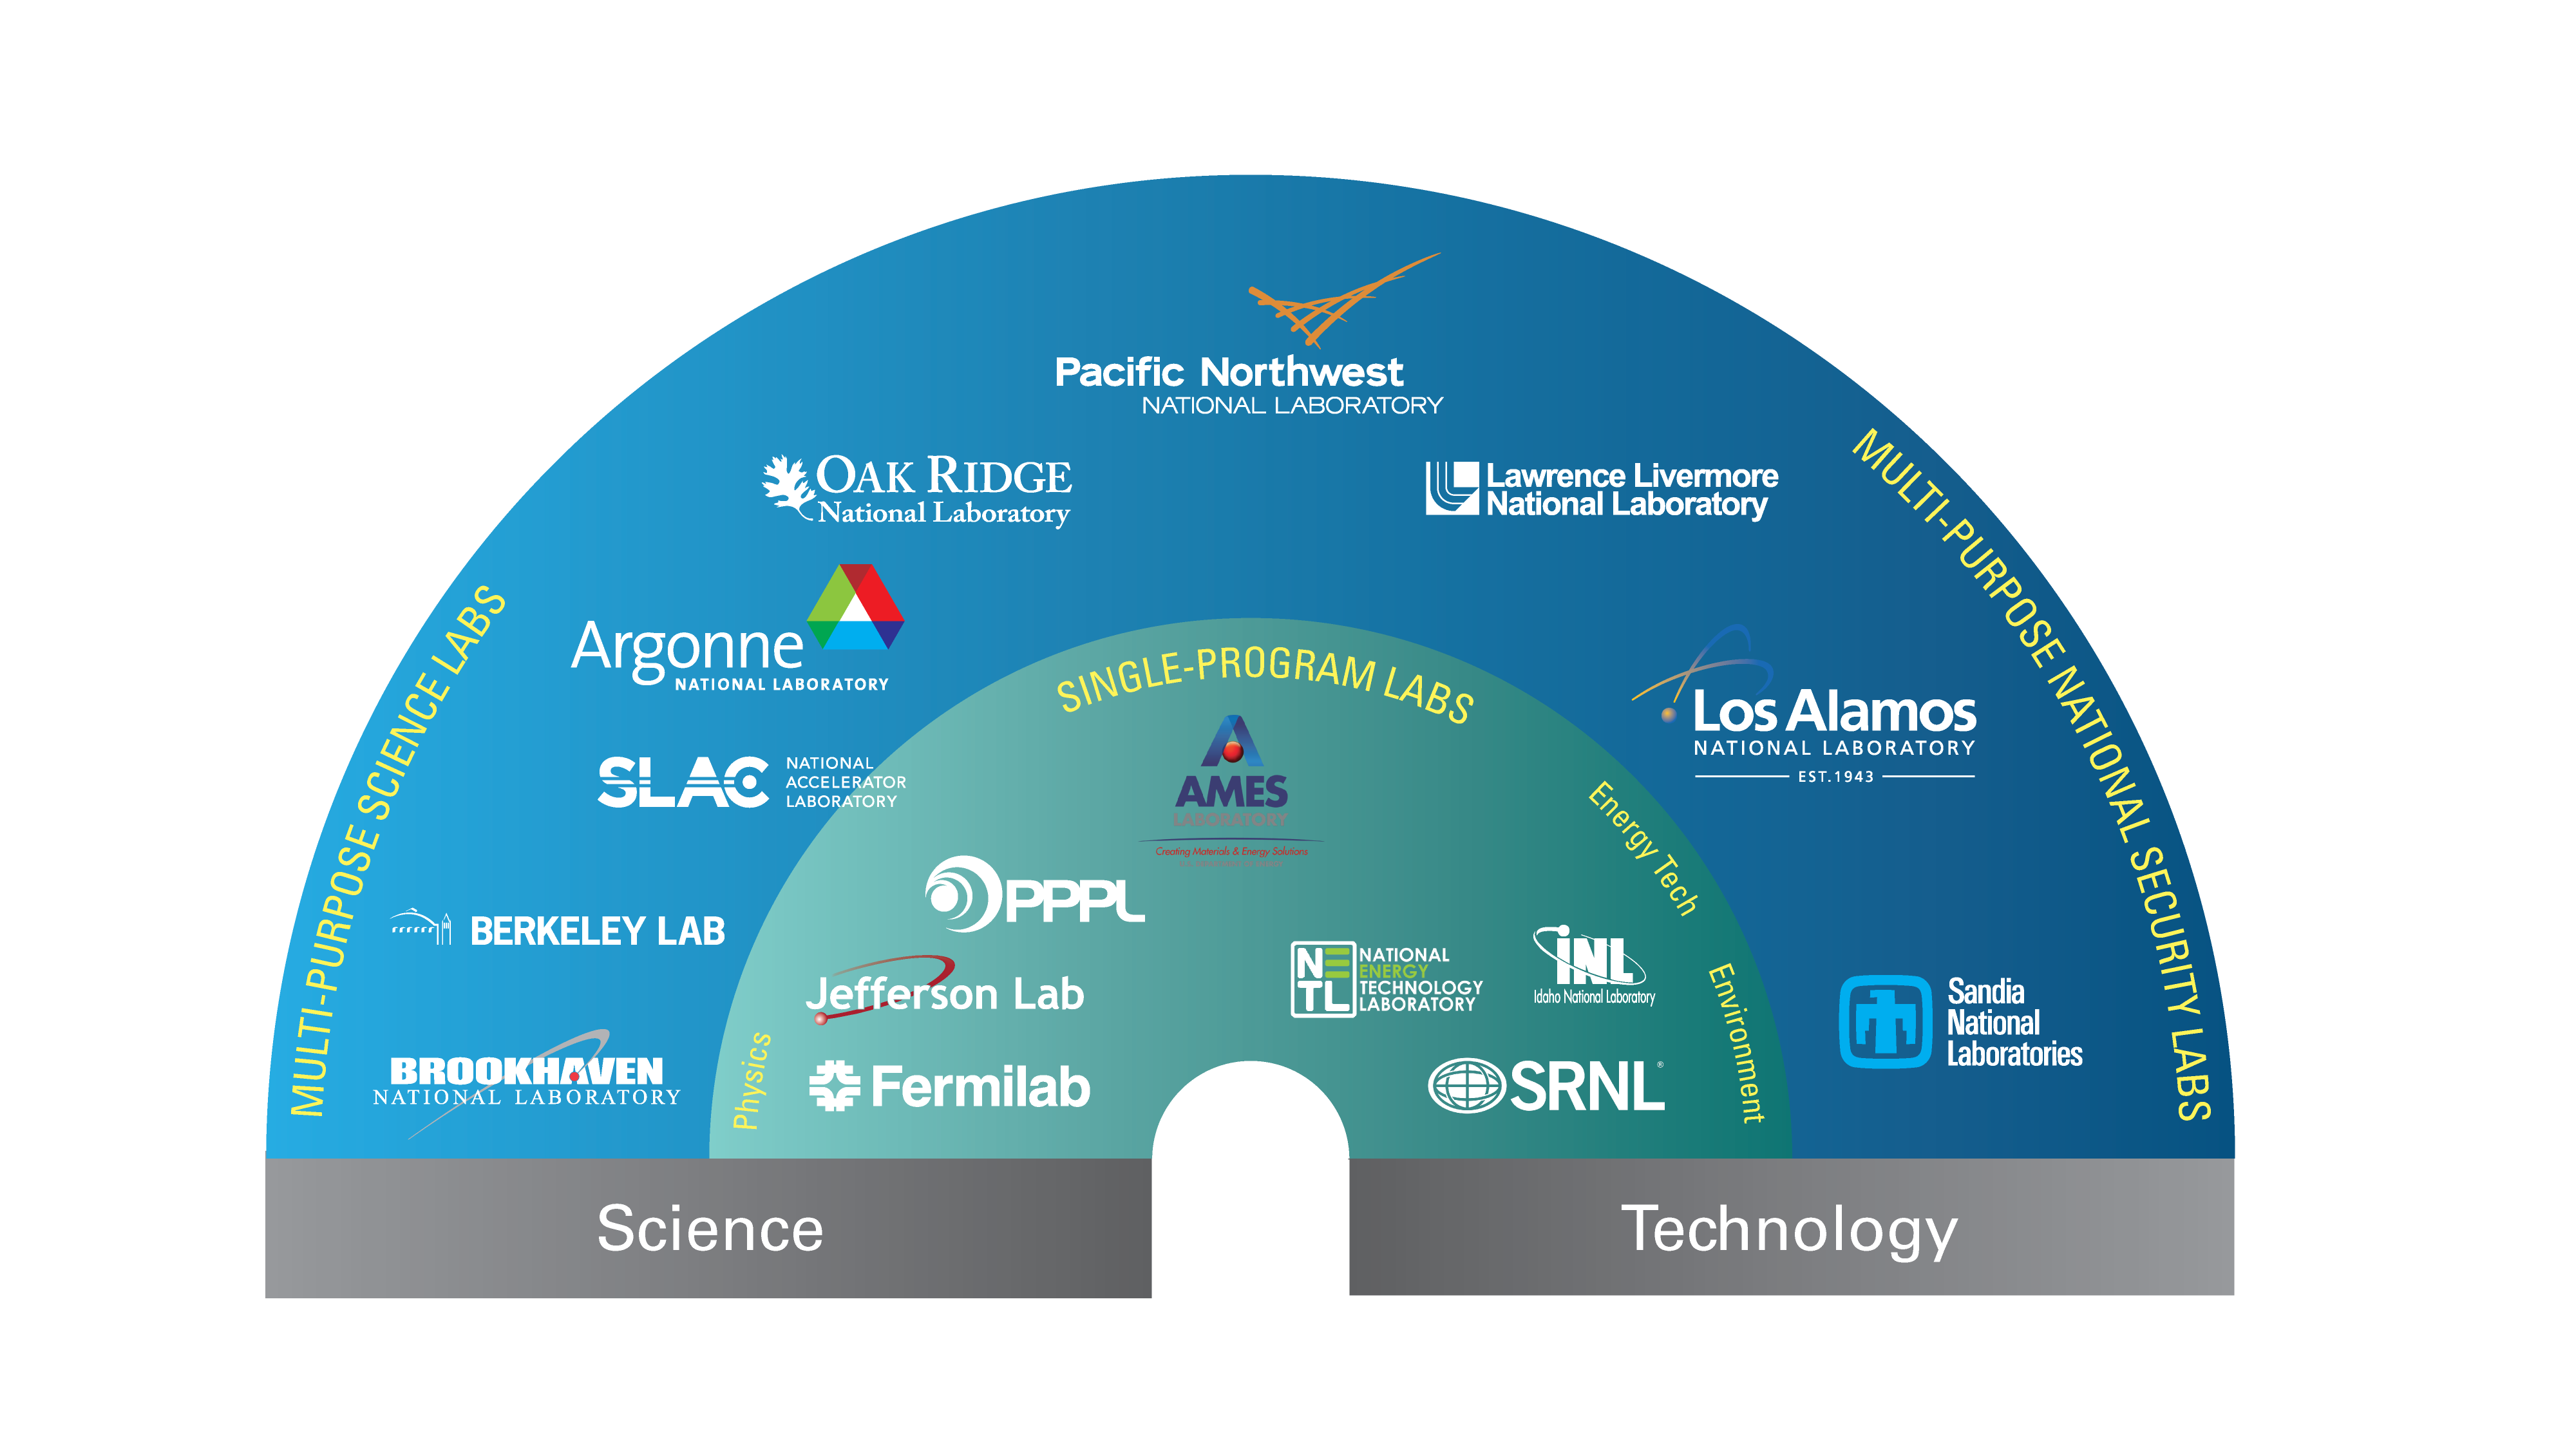 Pacific Northwest
NATIONAL LABORATORY
OAK RIDGE
National Laboratory
Lawrence Livermore
National Laboratory
MULTI-PURPOSE SCIENCE LABS
MULTI-PURPOSE NATIONAL SECURITY LABS
Argonne
NATIONAL LABORATORY
SLAC
NATIONAL
ACCELERATOR
LABORATORY
Los Alamos
NATIONAL LABORATORY
EST.1943
SINGLE-PROGRAM LABS
AMES
LABORATORY
Creating Materials & Energy Solutions
Energy Tech
BERKELEY LAB
PPPL
Jefferson Lab
NETL
NATIONAL
ENERGY
TECHNOLOGY
LABORATORY
INL
Idaho National Laboratory
Environment
Sandia
National
Laboratories
BROOKHAVEN
NATIONAL LABORATORY
Physics
Fermilab
SRNL®
Science
Technology